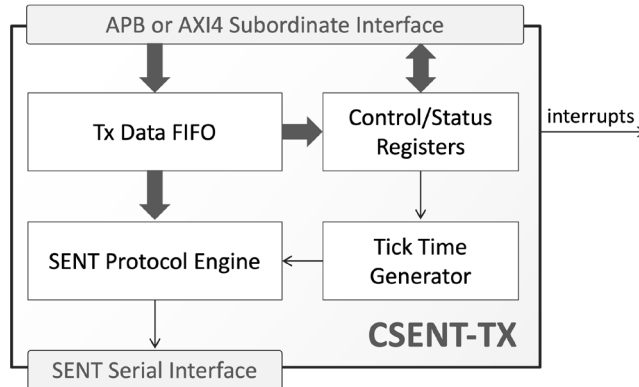 APB or AXI4 Subordinate Interface
Tx Data FIFO
Control/Status
Registers
interrupts
SENT Protocol Engine
Tick Time
Generator
CSENT-TX
SENT Serial Interface